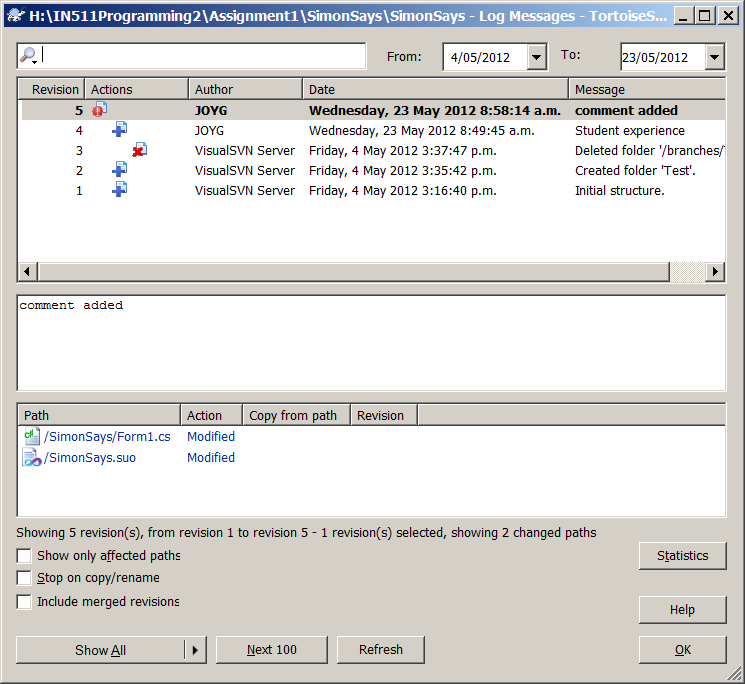 H:\IN511Programming2\Assignment1\SimonSays\SimonSays - Log Messages - TortoiseS...
From: 4/05/2012 To: 23/05/2012
Revision Actions Author Date Message
5 JOYG Wednesday, 23 May 2012 8:58:14 a.m. comment added
4 JOYG Wednesday, 23 May 2012 8:49:45 a.m. Student experience
3 VisualSVN Server Friday, 4 May 2012 3:37:47 p.m. Deleted folder '/branches/
2 VisualSVN Server Friday, 4 May 2012 3:35:42 p.m. Created folder 'Test'.
1 VisualSVN Server Friday, 4 May 2012 3:16:40 p.m. Initial structure.
comment added
Path Action Copy from path Revision
/SimonSays/Form1.cs Modified
/SimonSays.suo Modified
Showing 5 revision(s), from revision 1 to revision 5 - 1 revision(s) selected, showing 2 changed paths
Show only affected paths Statistics
Stop on copy/rename
Include merged revisions Help
Show All Next 100 Refresh OK